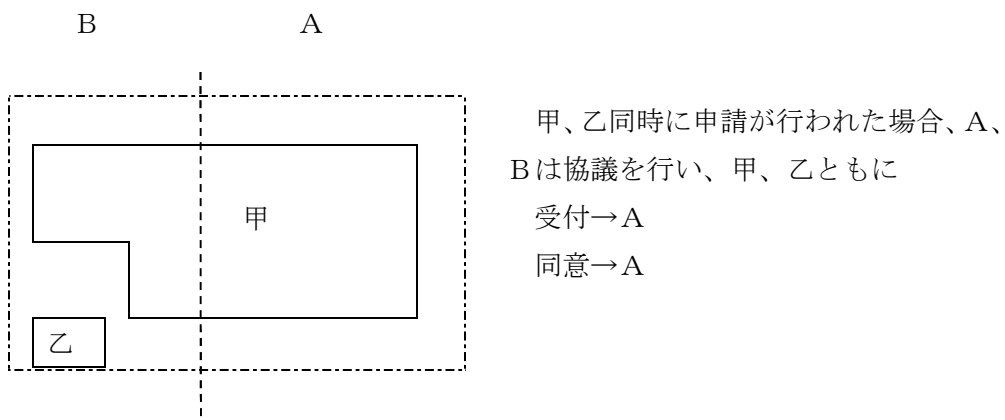 B A
甲、乙同時に申請が行われた場合、A、
Bは協議を行い、甲、乙ともに
受付→A
同意→A
甲
乙